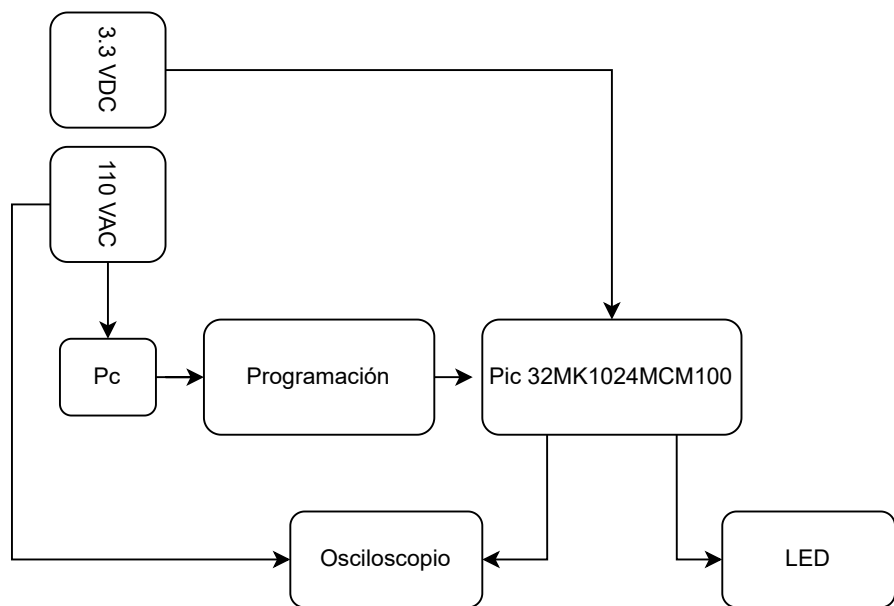 3.3 VDC
110 VAC
Pc
Programación
Pic 32MK1024MCM100
Osciloscopio
LED